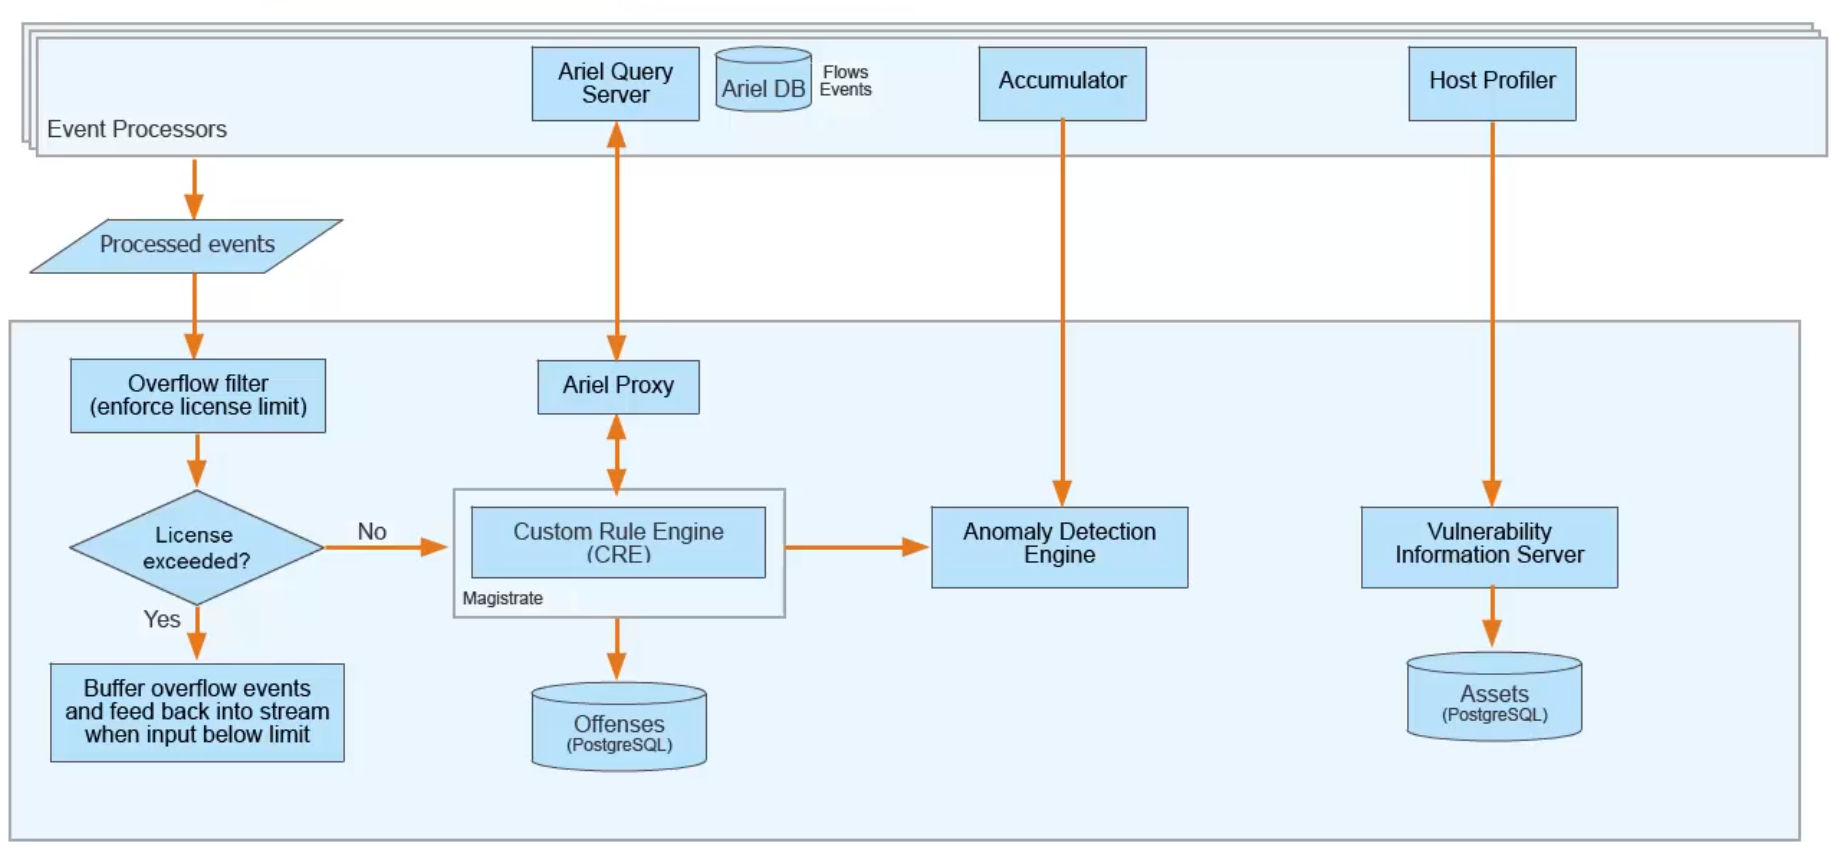 Ariel Query
Server
Ariel DB
Flows
Events
Accumulator
Host Profiler
Event Processors
Processed events
Overflow filter
(enforce license limit)
Ariel Proxy
License
exceeded?
No
Yes
Custom Rule Engine
(CRE)
Magistrate
Anomaly Detection
Engine
Vulnerability
Information Server
Buffer overflow events
and feed back into stream
when input below limit
Offenses
(PostgreSQL)
Assets
(PostgreSQL)